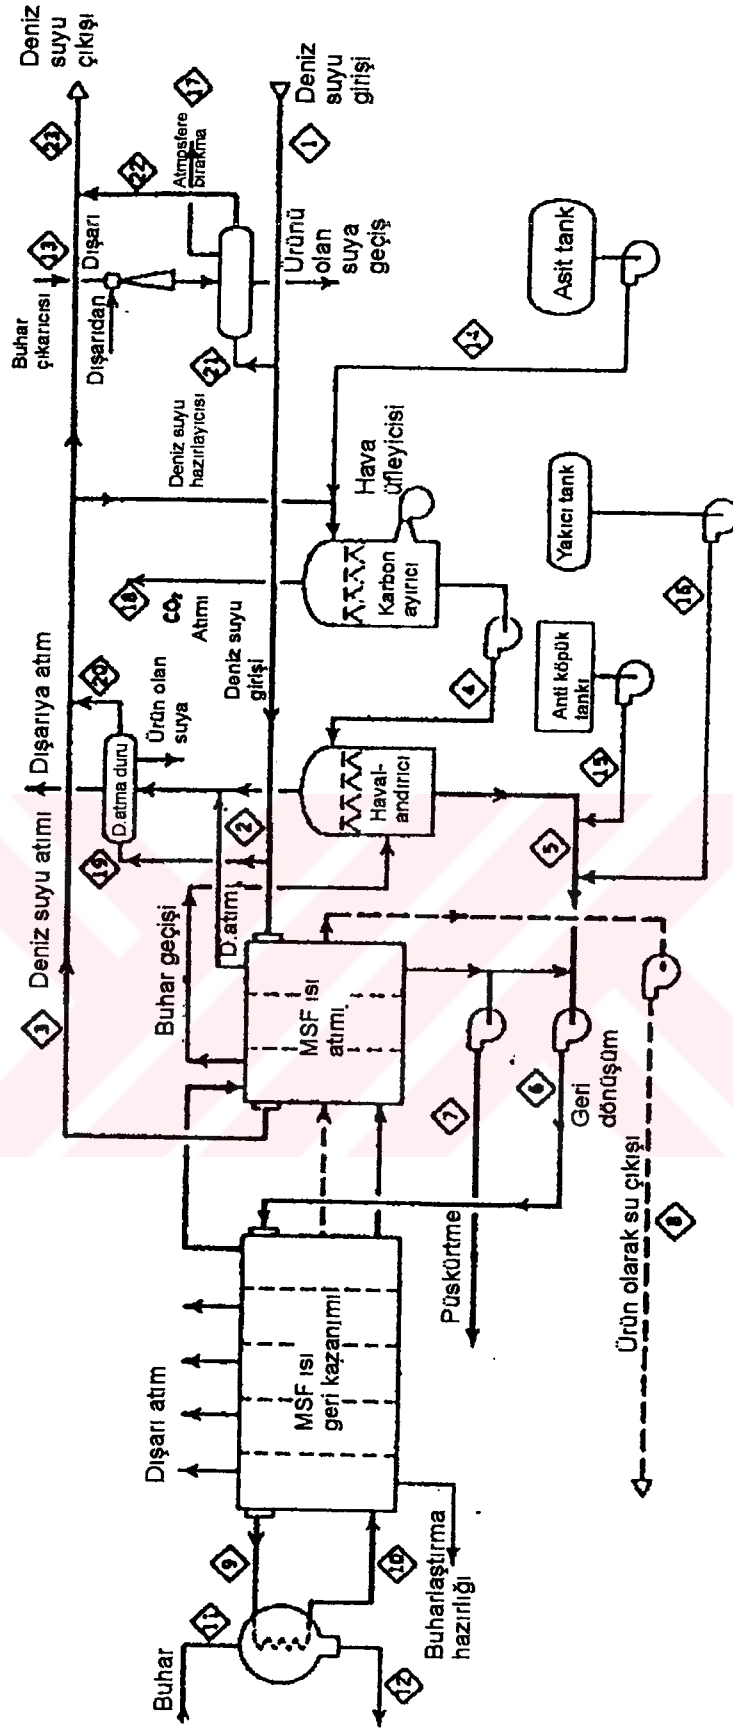 Deniz
suyu
çıkışı
23
17
Atmosfere
bırakma
22
1
Deniz
suyu
girişi
Buhar
çıkarıcısı
13
Dışarı
Dışarıdan
Ürünü
olan
suya
geçiş
21
Asit tank
14
Deniz suyu
hazırlayıcısı
Hava
üfleyicisi
18
CO₂
Atımı
Karbon
ayırıcı
Yakıcı tank
16
Deniz suyu
girişi
4
Anti köpük
tankı
15
Dışarıya atım
20
Ürün olan
suya
D.atma duru
19
2
Haval-
andırıcı
5
Deniz suyu atımı
3
Buhar geçişi
D.atımı
MSF ısı
atımı
7
6
Geri
dönüşüm
Püskürtme
Ürün olarak su çıkışı
8
Dışarı atım
MSF ısı
geri kazanımı
9
10
Buharlaştırma
hazırlığı
11
Buhar
12